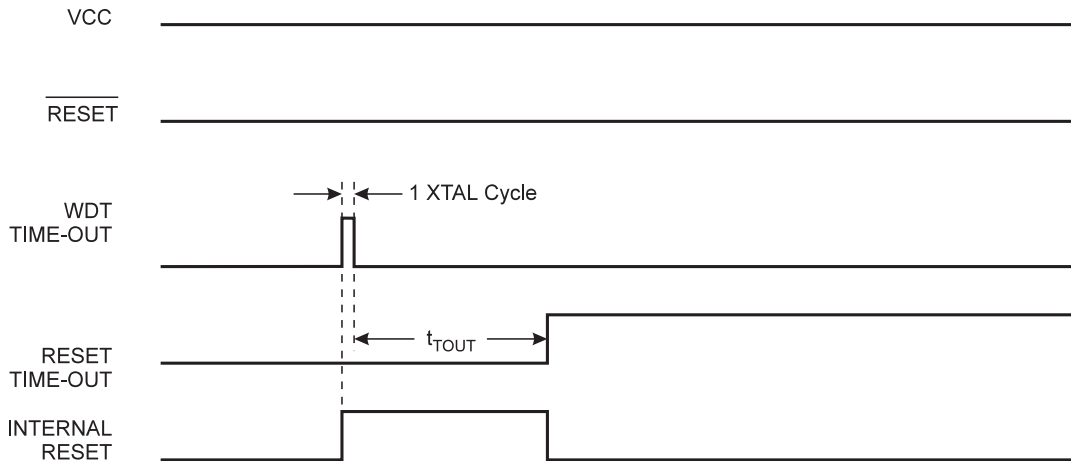 VCC
RESET
1 XTAL Cycle
WDT
TIME-OUT
tTOUT
RESET
TIME-OUT
INTERNAL
RESET